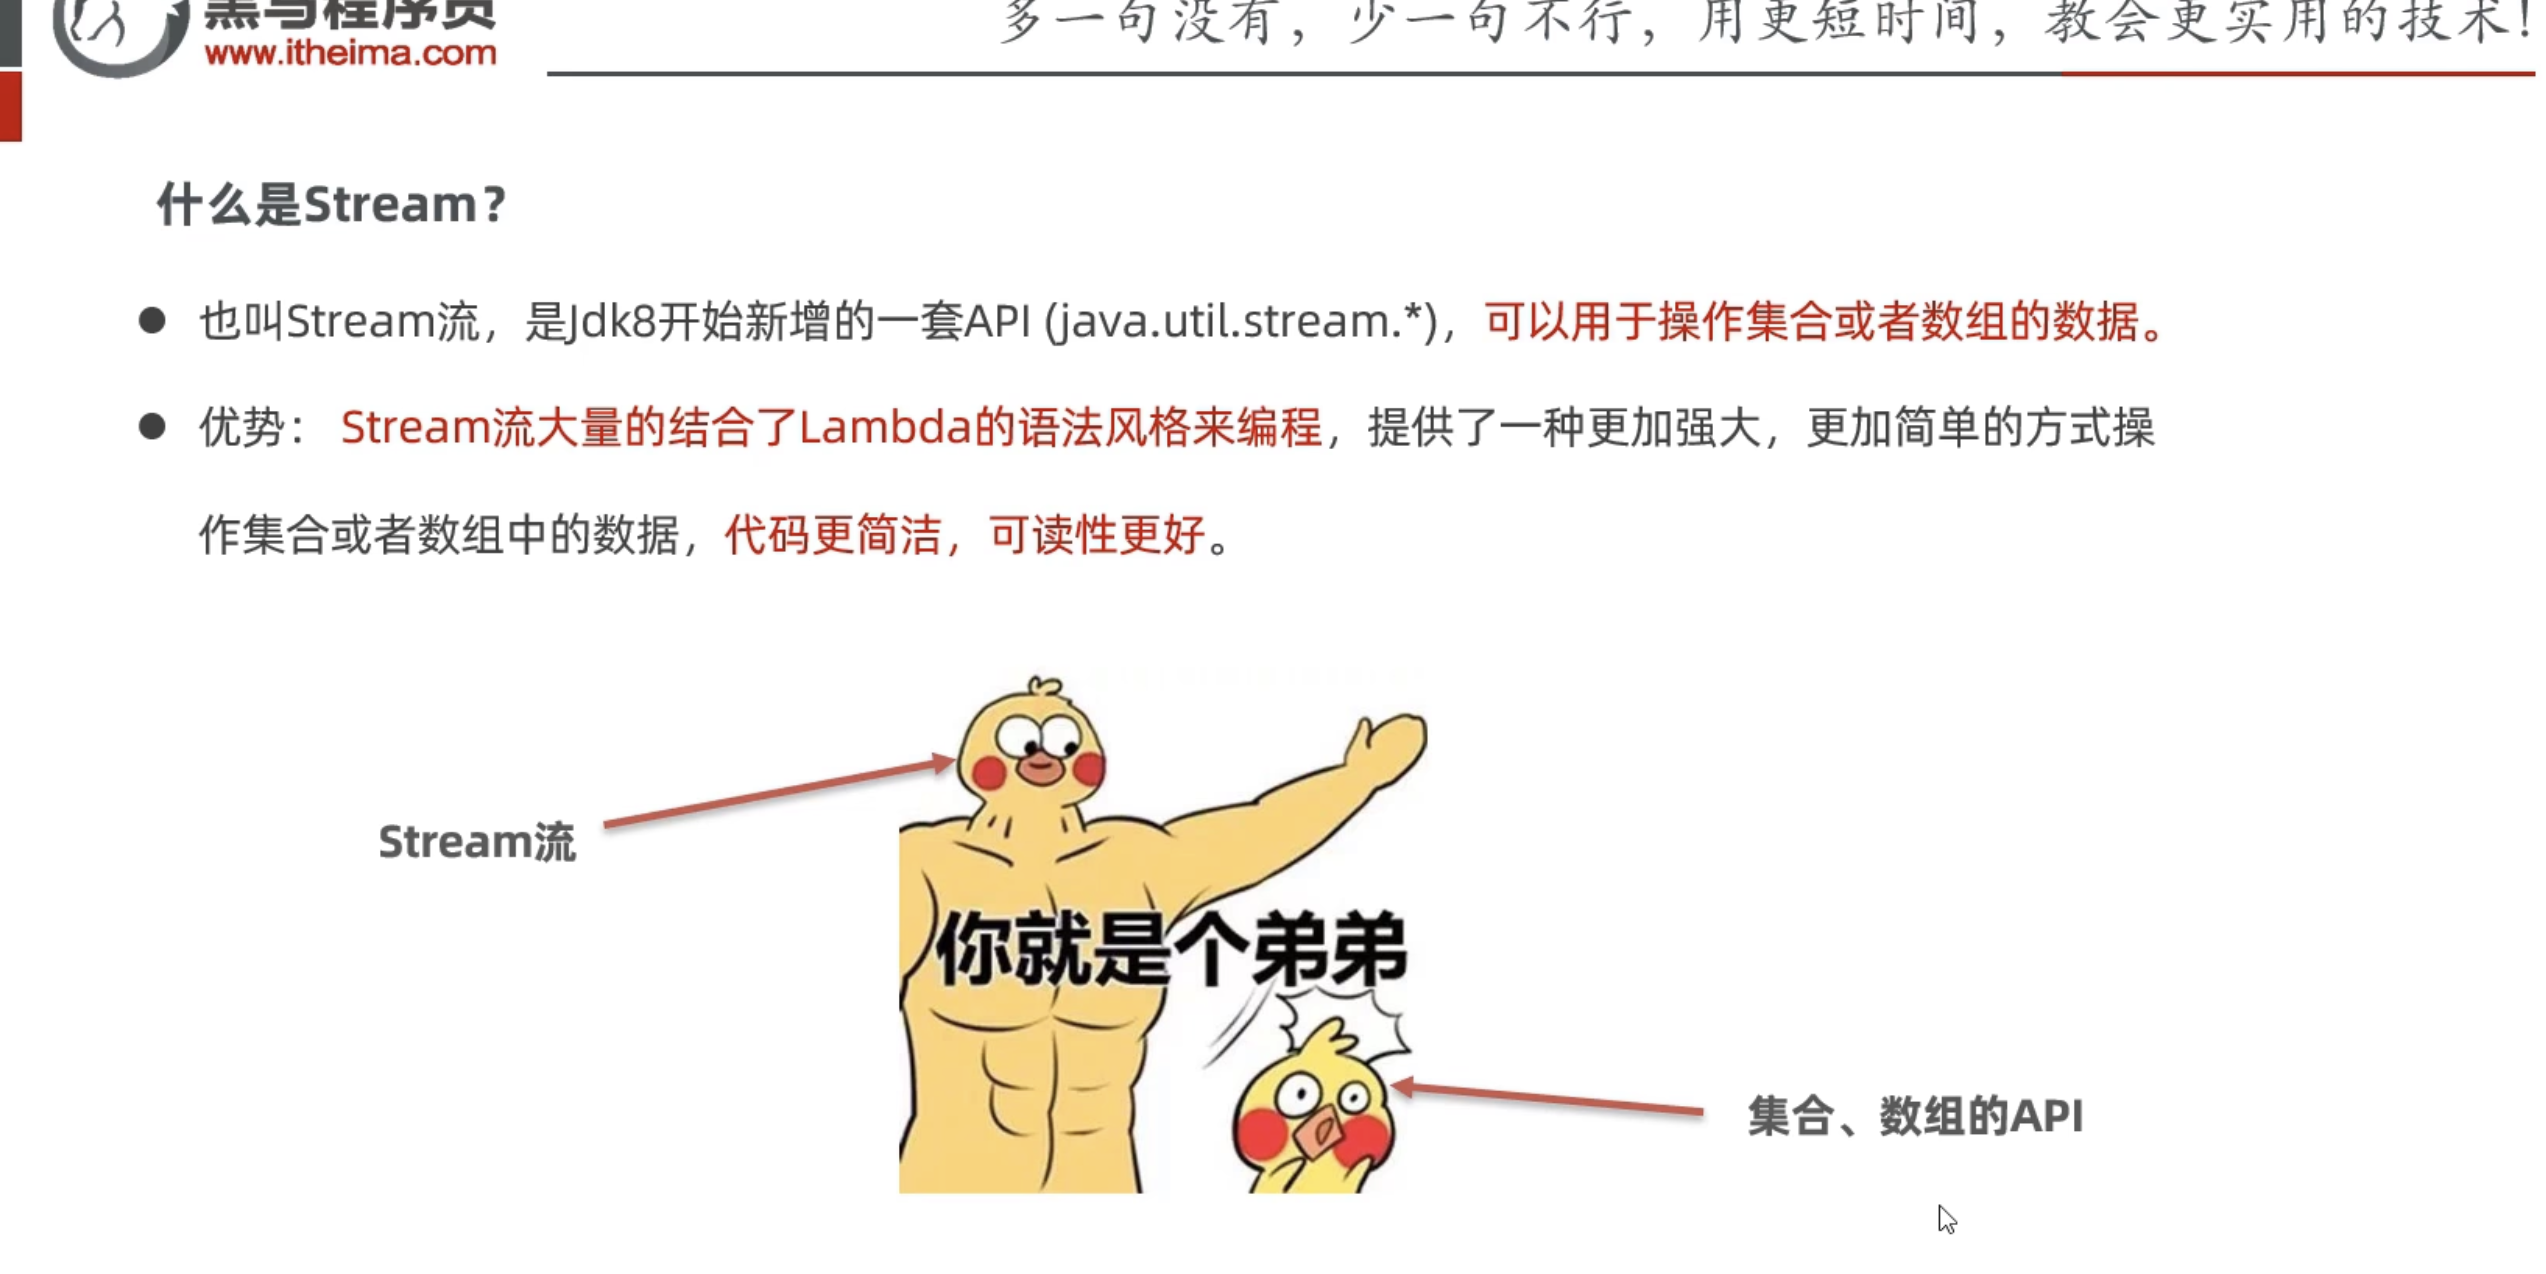 黑马程序员
www.itheima.com
多一句没有，少一句不行，用更短时间，教会更实用的技术！
什么是Stream？
● 也叫Stream流，是Jdk8开始新增的一套API (java.util.stream.*)，可以用于操作集合或者数组的数据。
● 优势： Stream流大量的结合了Lambda的语法风格来编程，提供了一种更加强大，更加简单的方式操
作集合或者数组中的数据，代码更简洁，可读性更好。
Stream流
你就是个弟弟
集合、数组的API